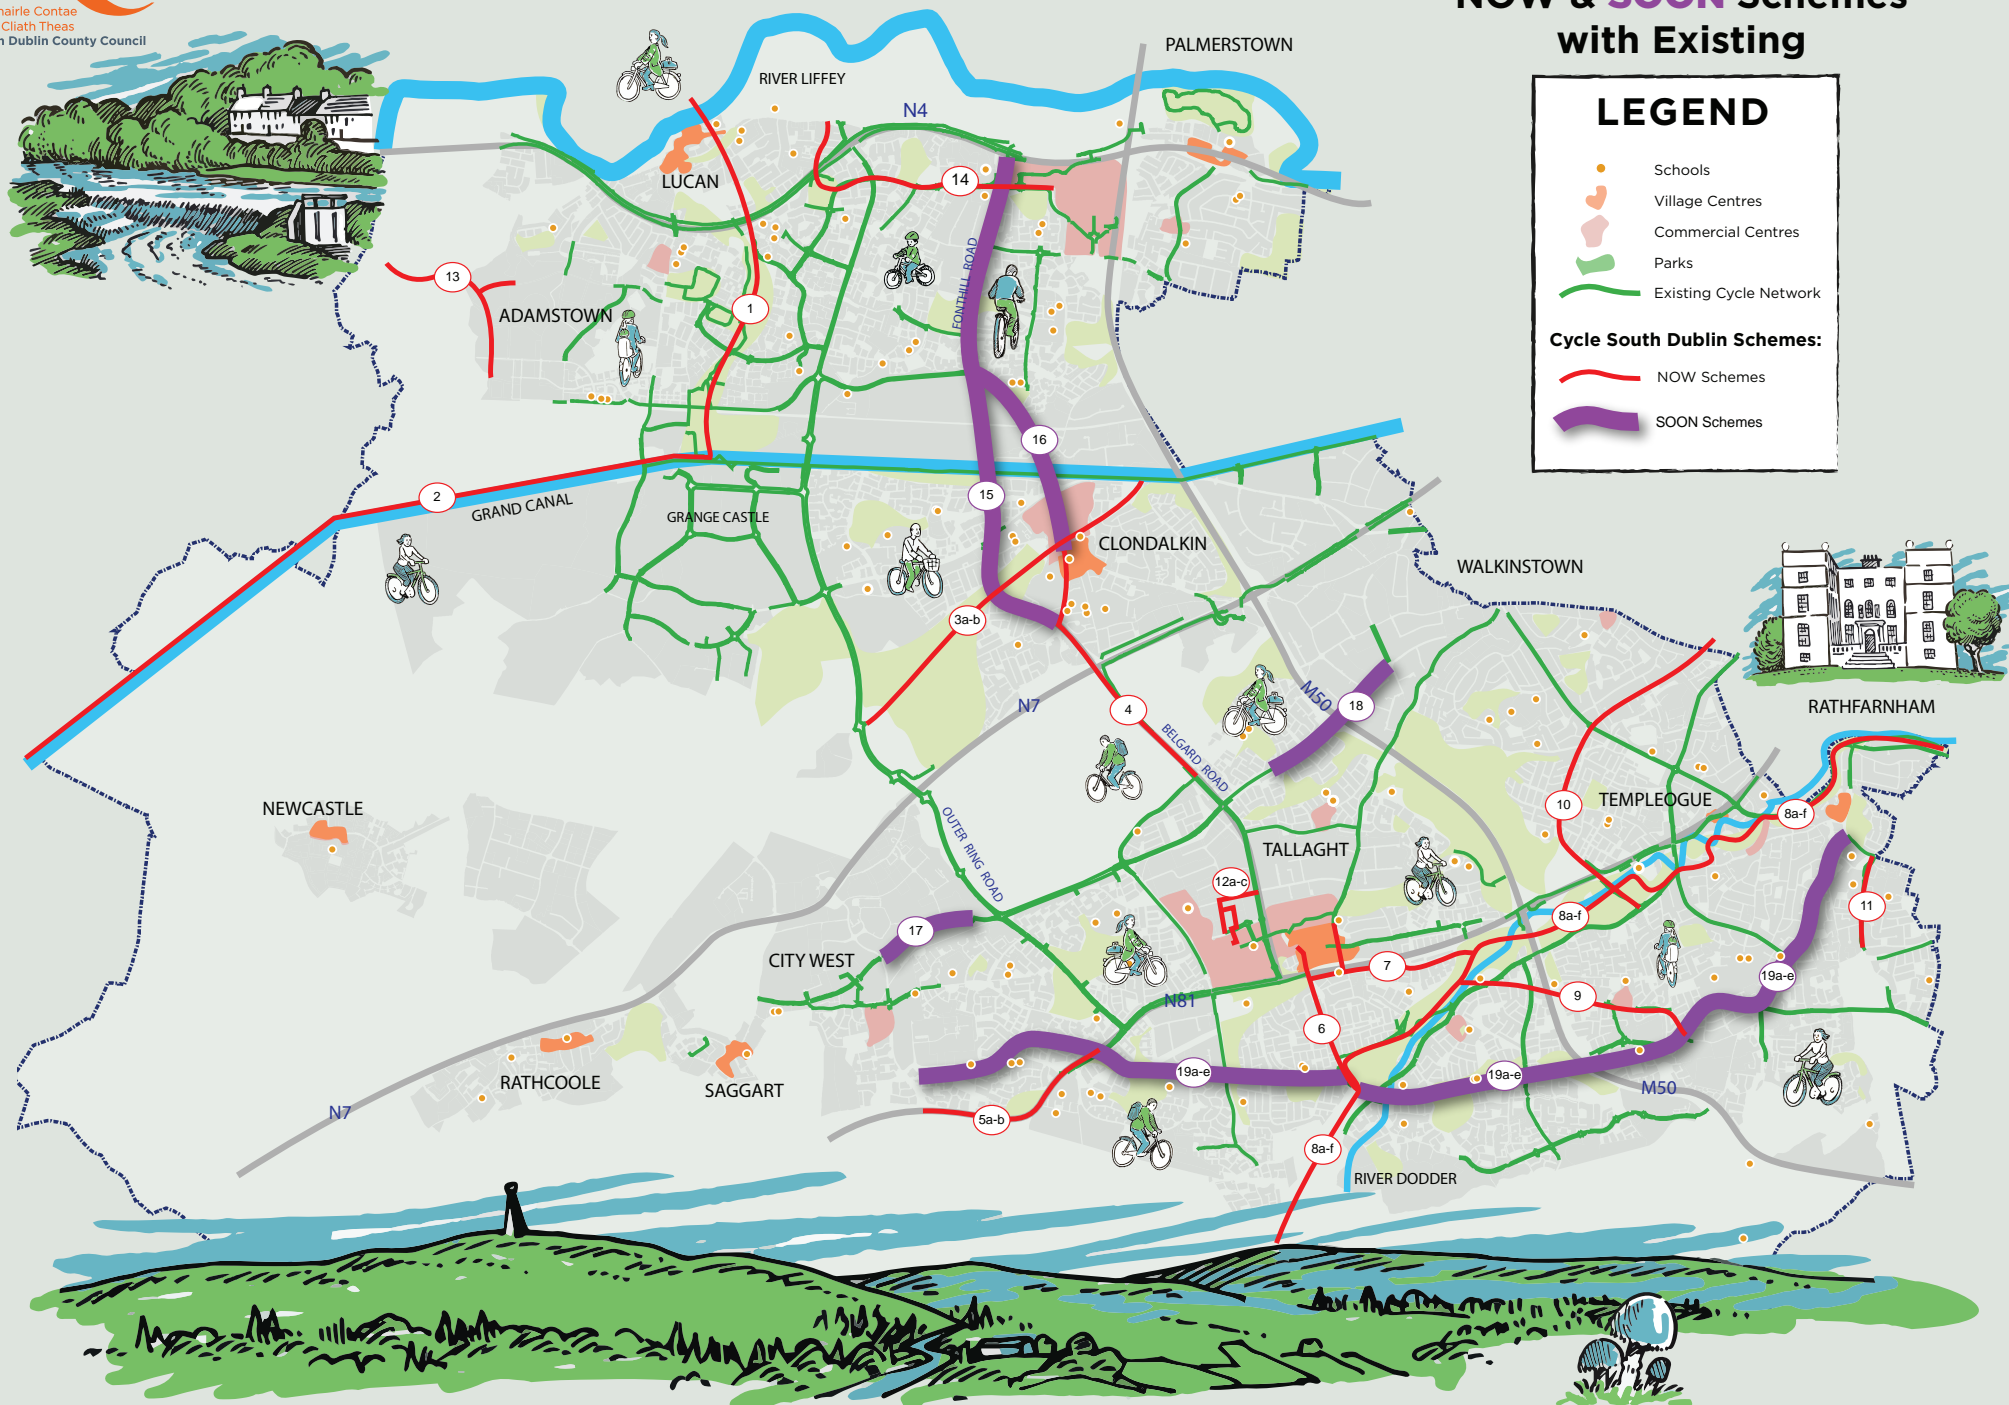 Cliath Theas
Dublin County Council
SOON Schemes
with Existing
LEGEND
Schools
Village Centres
Commercial Centres
Parks
Existing Cycle Network
Cycle South Dublin Schemes:
NOW Schemes
SOON Schemes
PALMERSTOWN
RIVER LIFFEY
N4
LUCAN
14
13
ADAMSTOWN
1
FONTHILL ROAD
16
15
2
GRAND CANAL
GRANGE CASTLE
CLONDALKIN
WALKINSTOWN
3a-b
N7
4
M50
18
BELGARD ROAD
RATHFARNHAM
NEWCASTLE
OUTER RING ROAD
10
TEMPLEOGUE
8a-f
TALLAGHT
12a-c
17
CITY WEST
8a-f
11
7
19a-e
N81
9
6
RATHCOOLE
SAGGART
19a-e
19a-e
M50
N7
5a-b
8a-f
RIVER DODDER